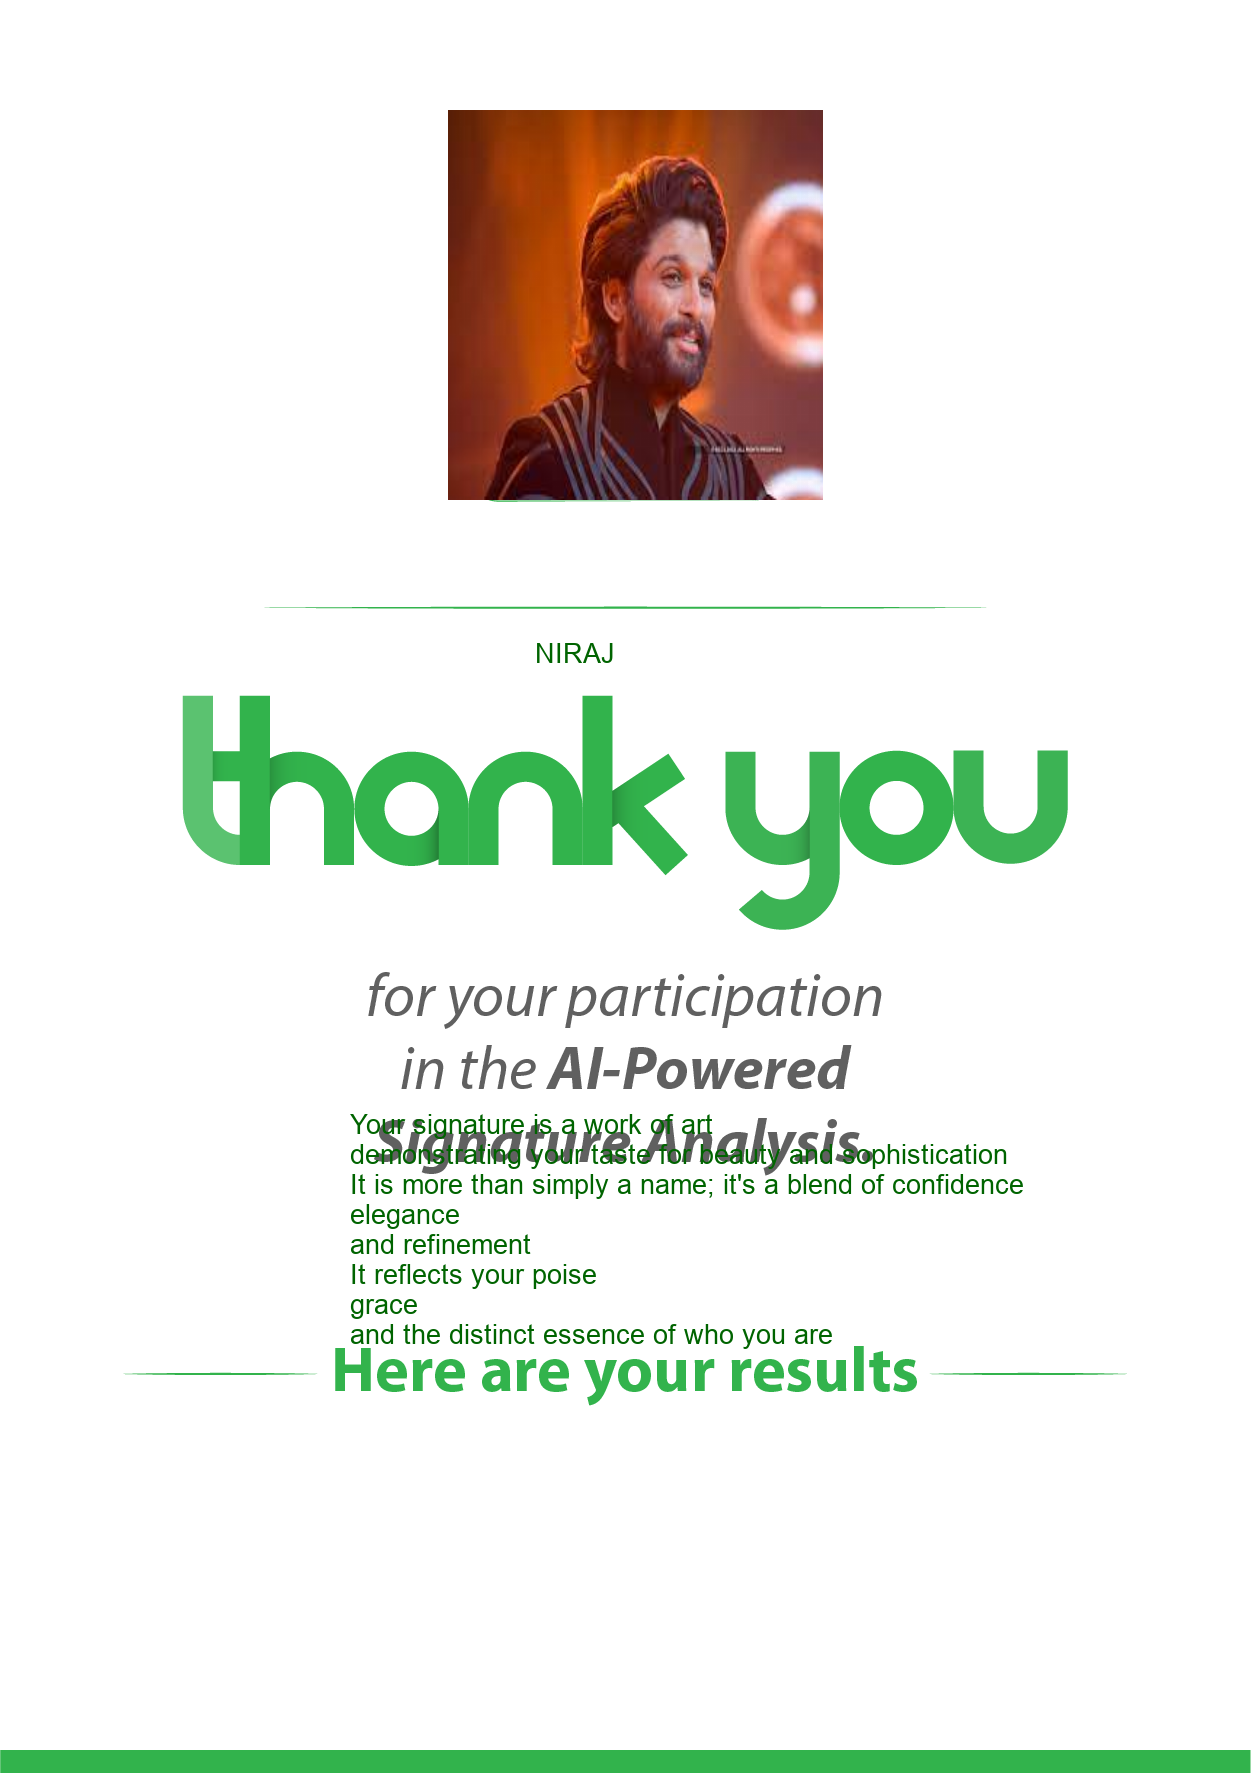 NIRAJ
thank you
for your participation
in the AI-Powered
Signature Analysis.
Your signature is a work of art
demonstrating your taste for beauty and sophistication
It is more than simply a name; it's a blend of confidence
elegance
and refinement
It reflects your poise
grace
and the distinct essence of who you are
Here are your results